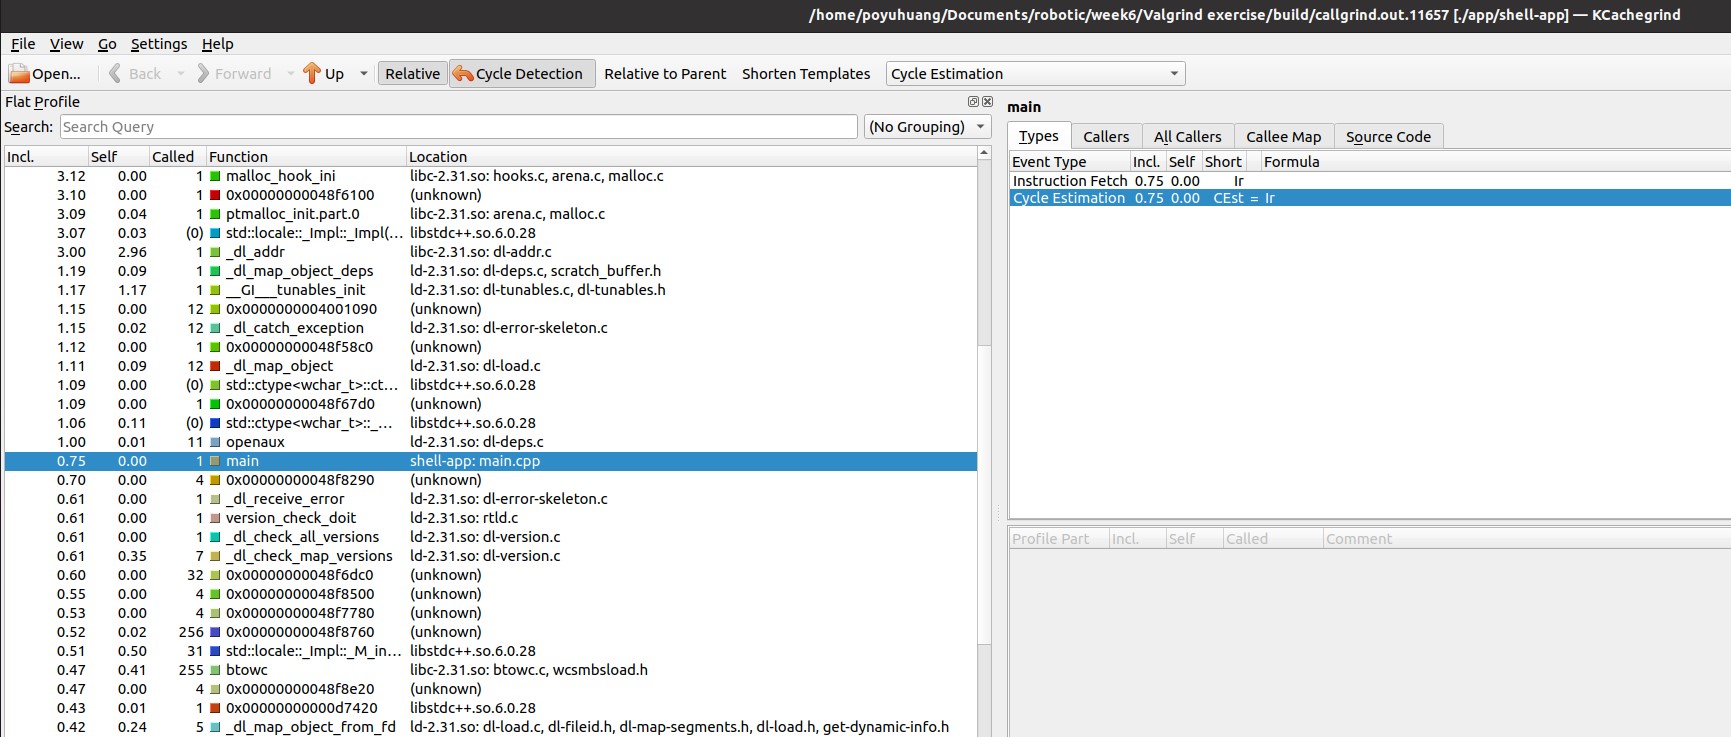 /home/poyuhuang/Documents/robotic/week6/Valgrind exercise/build/callgrind.out.11657 [./app/shell-app] — KCachegrind
File View Go Settings Help
Open... Back Forward Up Relative Cycle Detection Relative to Parent Shorten Templates Cycle Estimation
Flat Profile
Search: Search Query (No Grouping)
Incl. Self Called Function Location
3.12 0.00 1 malloc_hook_ini libc-2.31.so: hooks.c, arena.c, malloc.c
3.10 0.00 1 0x00000000048f6100 (unknown)
3.09 0.04 1 ptmalloc_init.part.0 libc-2.31.so: arena.c, malloc.c
3.07 0.03 (0) std::locale::_Impl::_Impl(... libstdc++.so.6.0.28
3.00 2.96 1 _dl_addr libc-2.31.so: dl-addr.c
1.19 0.09 1 _dl_map_object_deps ld-2.31.so: dl-deps.c, scratch_buffer.h
1.17 1.17 1 __GI___tunables_init ld-2.31.so: dl-tunables.c, dl-tunables.h
1.15 0.00 12 0x0000000004001090 (unknown)
1.15 0.02 12 _dl_catch_exception ld-2.31.so: dl-error-skeleton.c
1.12 0.00 1 0x00000000048f58c0 (unknown)
1.11 0.09 12 _dl_map_object ld-2.31.so: dl-load.c
1.09 0.00 (0) std::ctype<wchar_t>::ct... libstdc++.so.6.0.28
1.09 0.00 1 0x00000000048f67d0 (unknown)
1.06 0.11 (0) std::ctype<wchar_t>::_... libstdc++.so.6.0.28
1.00 0.01 11 openaux ld-2.31.so: dl-deps.c
0.75 0.00 1 main shell-app: main.cpp
0.70 0.00 4 0x00000000048f8290 (unknown)
0.61 0.00 1 _dl_receive_error ld-2.31.so: dl-error-skeleton.c
0.61 0.00 1 version_check_doit ld-2.31.so: rtld.c
0.61 0.00 1 _dl_check_all_versions ld-2.31.so: dl-version.c
0.61 0.35 7 _dl_check_map_versions ld-2.31.so: dl-version.c
0.60 0.00 32 0x00000000048f6dc0 (unknown)
0.55 0.00 4 0x00000000048f8500 (unknown)
0.53 0.00 4 0x00000000048f7780 (unknown)
0.52 0.02 256 0x00000000048f8760 (unknown)
0.51 0.50 31 std::locale::_Impl::_M_in... libstdc++.so.6.0.28
0.47 0.41 255 btowc libc-2.31.so: btowc.c, wcsmbsload.h
0.47 0.00 4 0x00000000048f8e20 (unknown)
0.43 0.01 1 0x00000000000d7420 libstdc++.so.6.0.28
0.42 0.24 5 _dl_map_object_from_fd ld-2.31.so: dl-load.c, dl-fileid.h, dl-map-segments.h, dl-load.h, get-dynamic-info.h
main
Types Callers All Callers Callee Map Source Code
Event Type Incl. Self Short Formula
Instruction Fetch 0.75 0.00 Ir
Cycle Estimation 0.75 0.00 CEst = Ir
Profile Part Incl. Self Called Comment